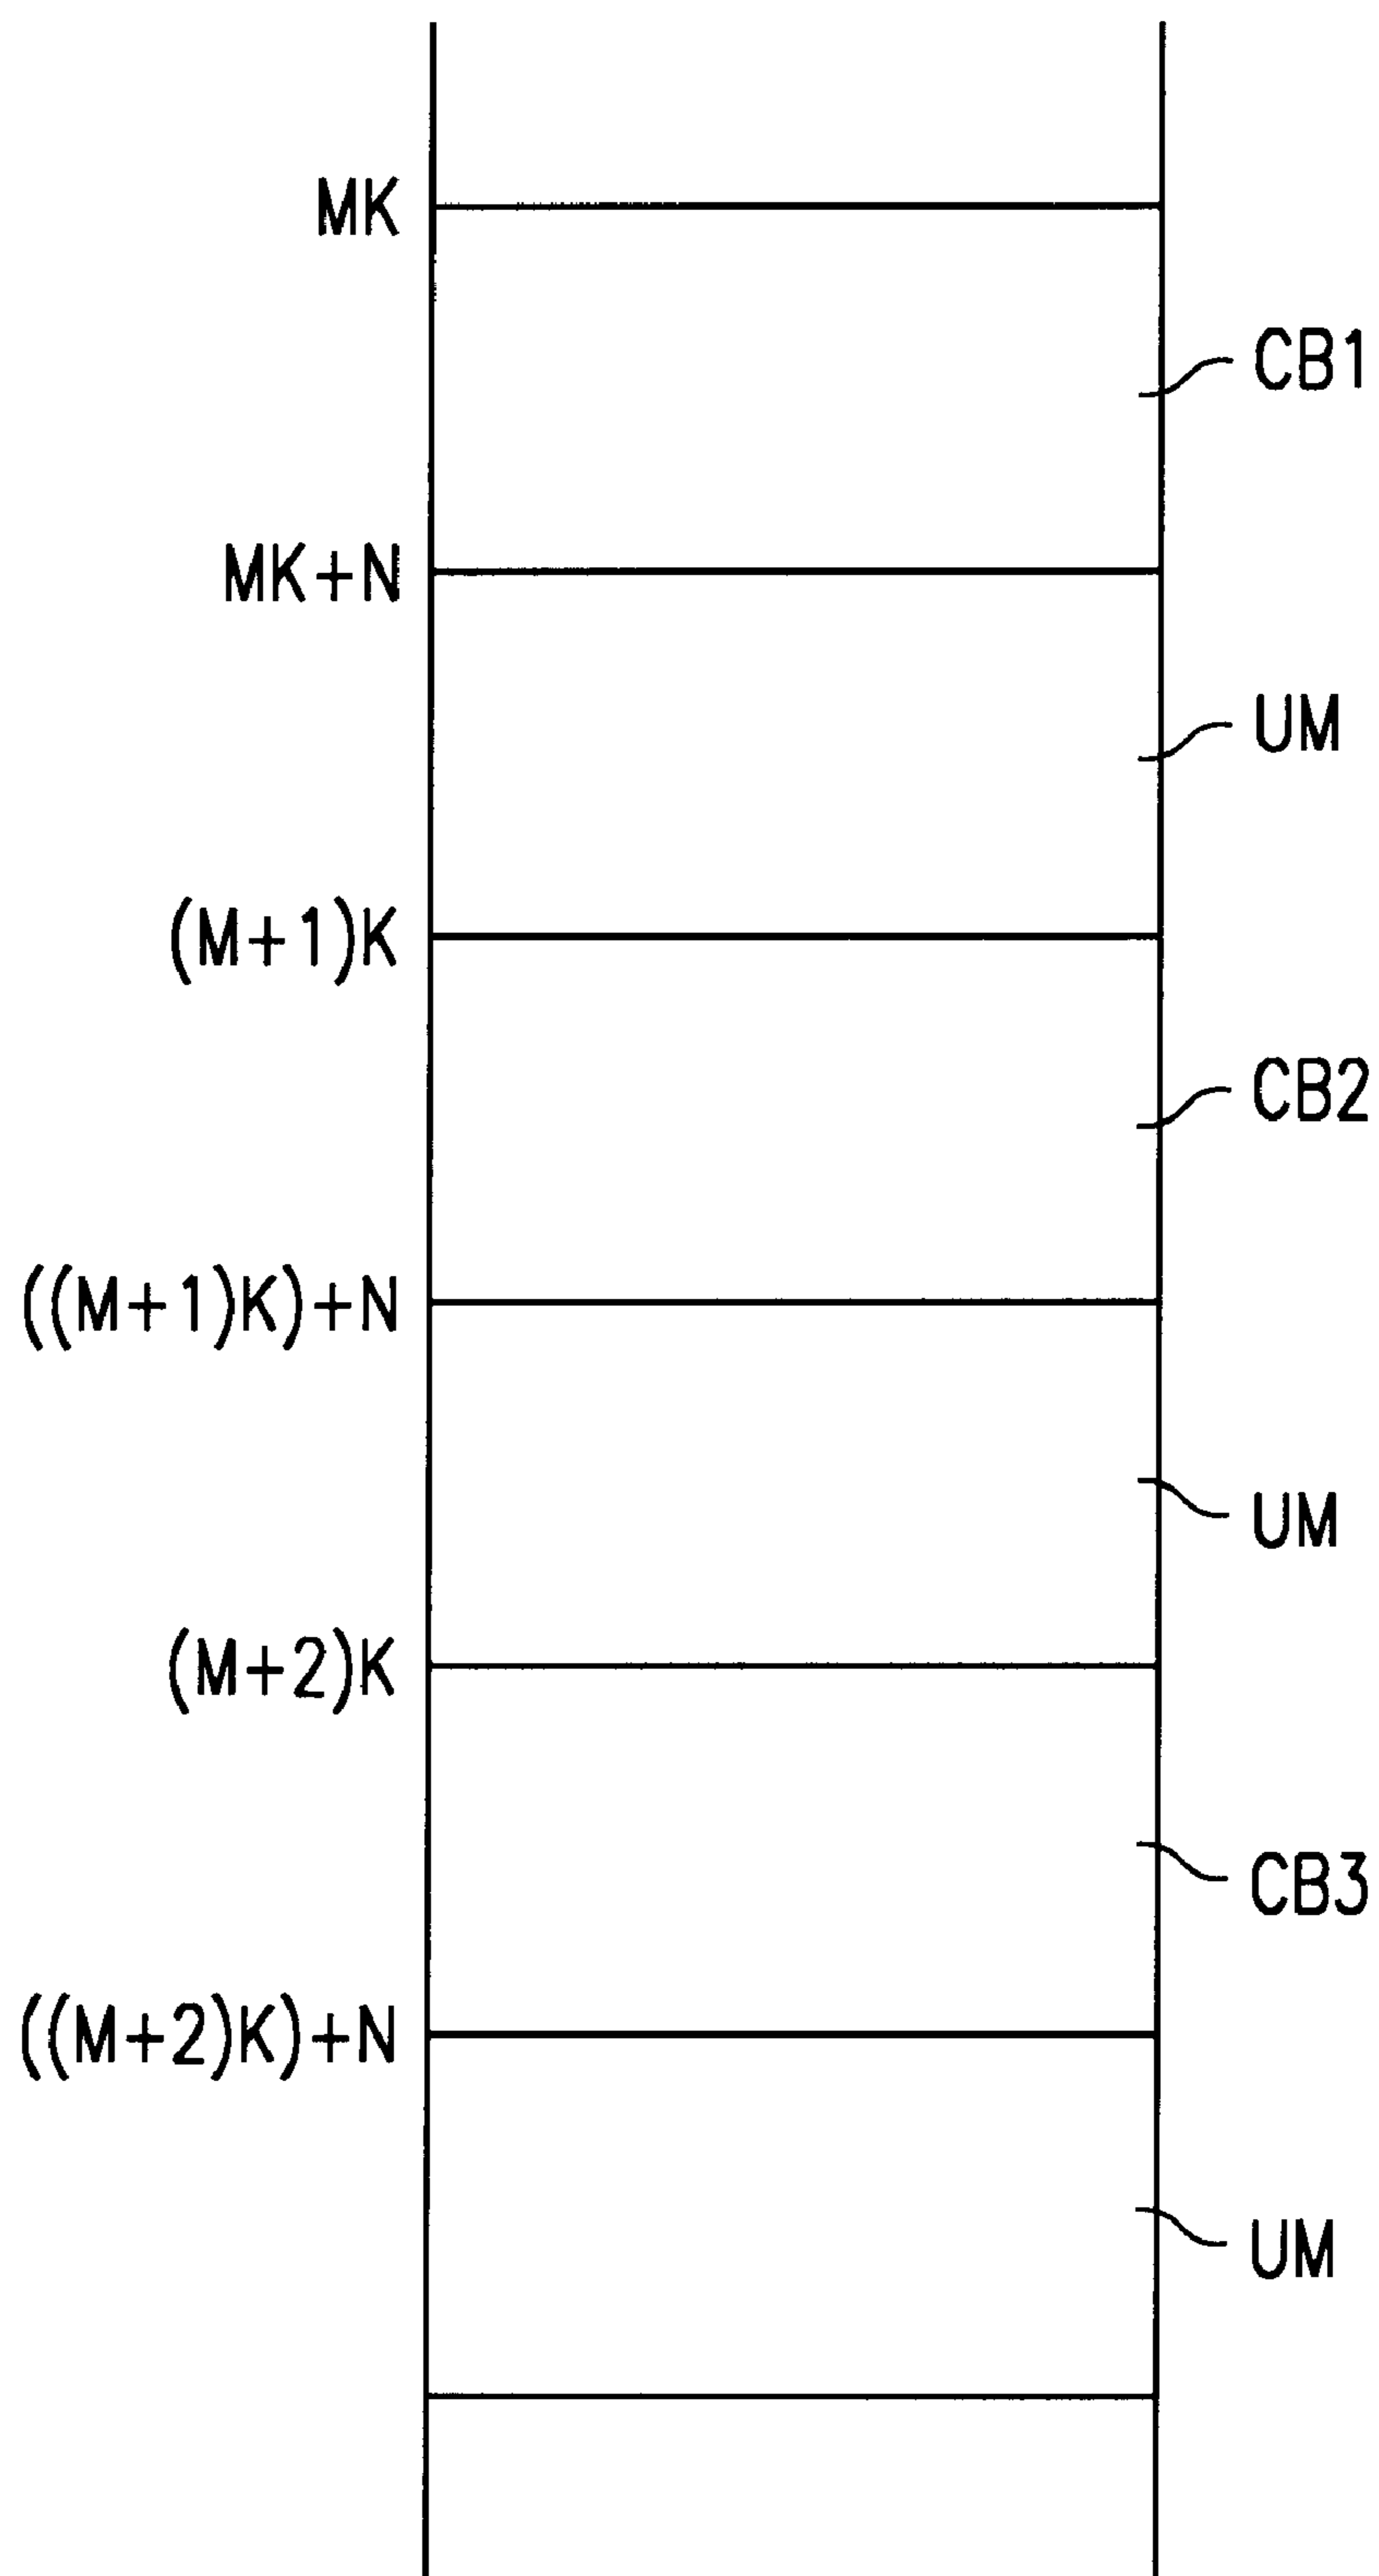 MK
CB1
MK+N
UM
(M+1)K
CB2
((M+1)K)+N
UM
(M+2)K
CB3
((M+2)K)+N
UM